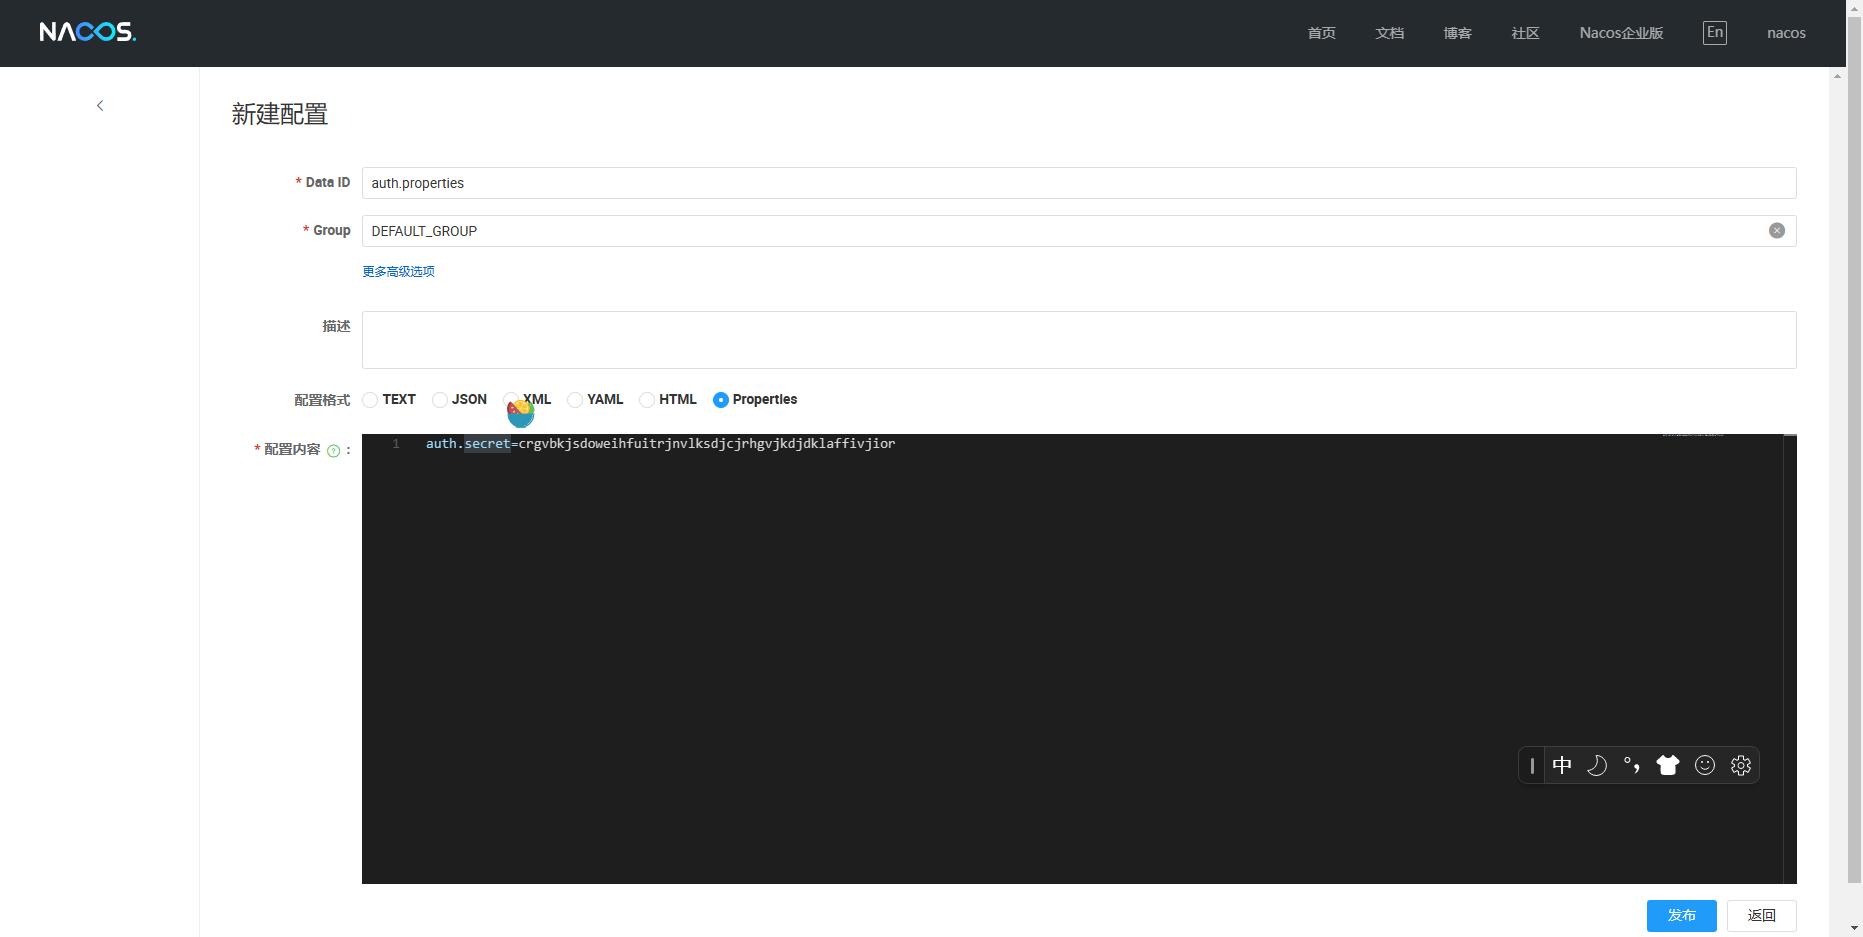 NACOS.
首页 文档 博客 社区 Nacos企业版 En nacos
新建配置
* Data ID auth.properties
* Group DEFAULT_GROUP
更多高级选项
描述
配置格式 TEXT JSON XML YAML HTML Properties
* 配置内容 ? :
1 auth.secret=crgvbkjsdoweihfuitrjnvlksdjcjrhgvjkdjdklaffivjior
中 °,
发布 返回